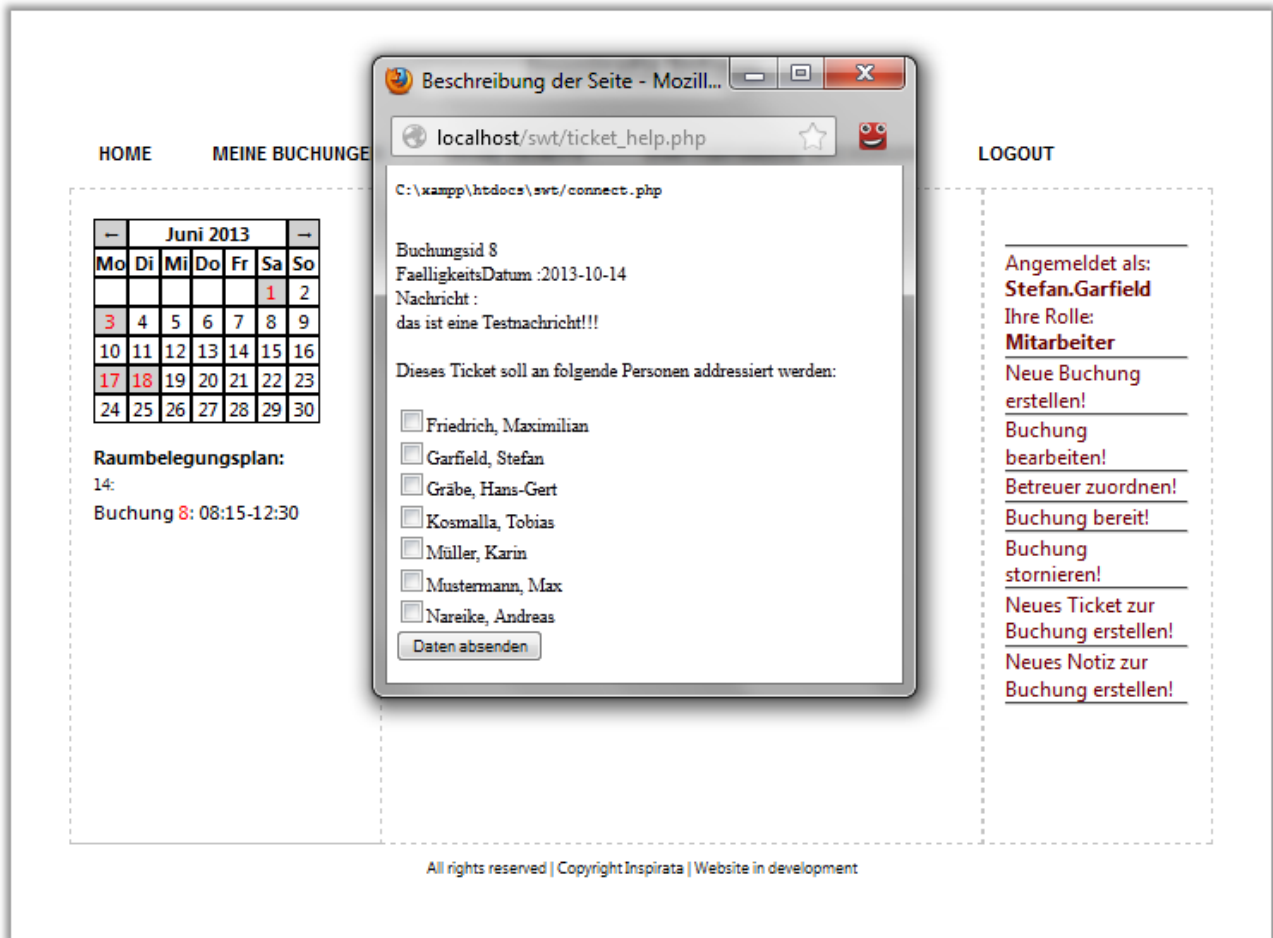 Beschreibung der Seite - Mozill...
localhost/swt/ticket_help.php
HOME MEINE BUCHUNGE LOGOUT
← Juni 2013 →
Mo Di Mi Do Fr Sa So
1 2
3 4 5 6 7 8 9
10 11 12 13 14 15 16
17 18 19 20 21 22 23
24 25 26 27 28 29 30
Raumbelegungsplan:
14:
Buchung 8: 08:15-12:30
C:\xampp\htdocs\swt/connect.php
Buchungsid 8
FaelligkeitsDatum :2013-10-14
Nachricht :
das ist eine Testnachricht!!!
Dieses Ticket soll an folgende Personen addressiert werden:
Friedrich, Maximilian
Garfield, Stefan
Gräbe, Hans-Gert
Kosmalla, Tobias
Müller, Karin
Mustermann, Max
Nareike, Andreas
Daten absenden
Angemeldet als:
Stefan.Garfield
Ihre Rolle:
Mitarbeiter
Neue Buchung
erstellen!
Buchung
bearbeiten!
Betreuer zuordnen!
Buchung bereit!
Buchung
stornieren!
Neues Ticket zur
Buchung erstellen!
Neues Notiz zur
Buchung erstellen!
All rights reserved | Copyright Inspirata | Website in development